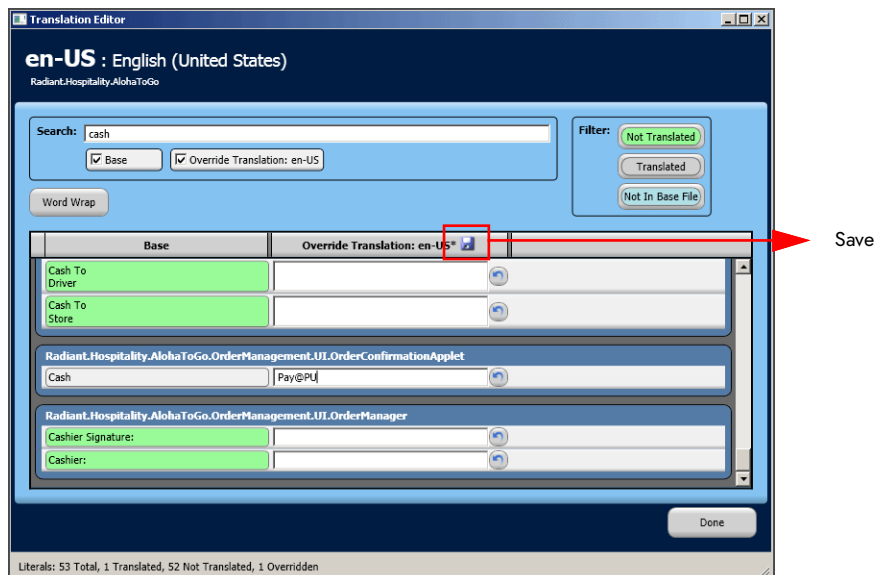 Translation Editor
en-US : English (United States)
Radiant.Hospitality.AlohaToGo
Search: cash
Base
Override Translation: en-US
Filter:
Not Translated
Translated
Not In Base File
Word Wrap
Base
Override Translation: en-US*
Save
Cash To
Driver
Cash To
Store
Radiant.Hospitality.AlohaToGo.OrderManagement.UI.OrderConfirmationApplet
Cash
Pay@PU
Radiant.Hospitality.AlohaToGo.OrderManagement.UI.OrderManager
Cashier Signature:
Cashier:
Done
Literals: 53 Total, 1 Translated, 52 Not Translated, 1 Overridden